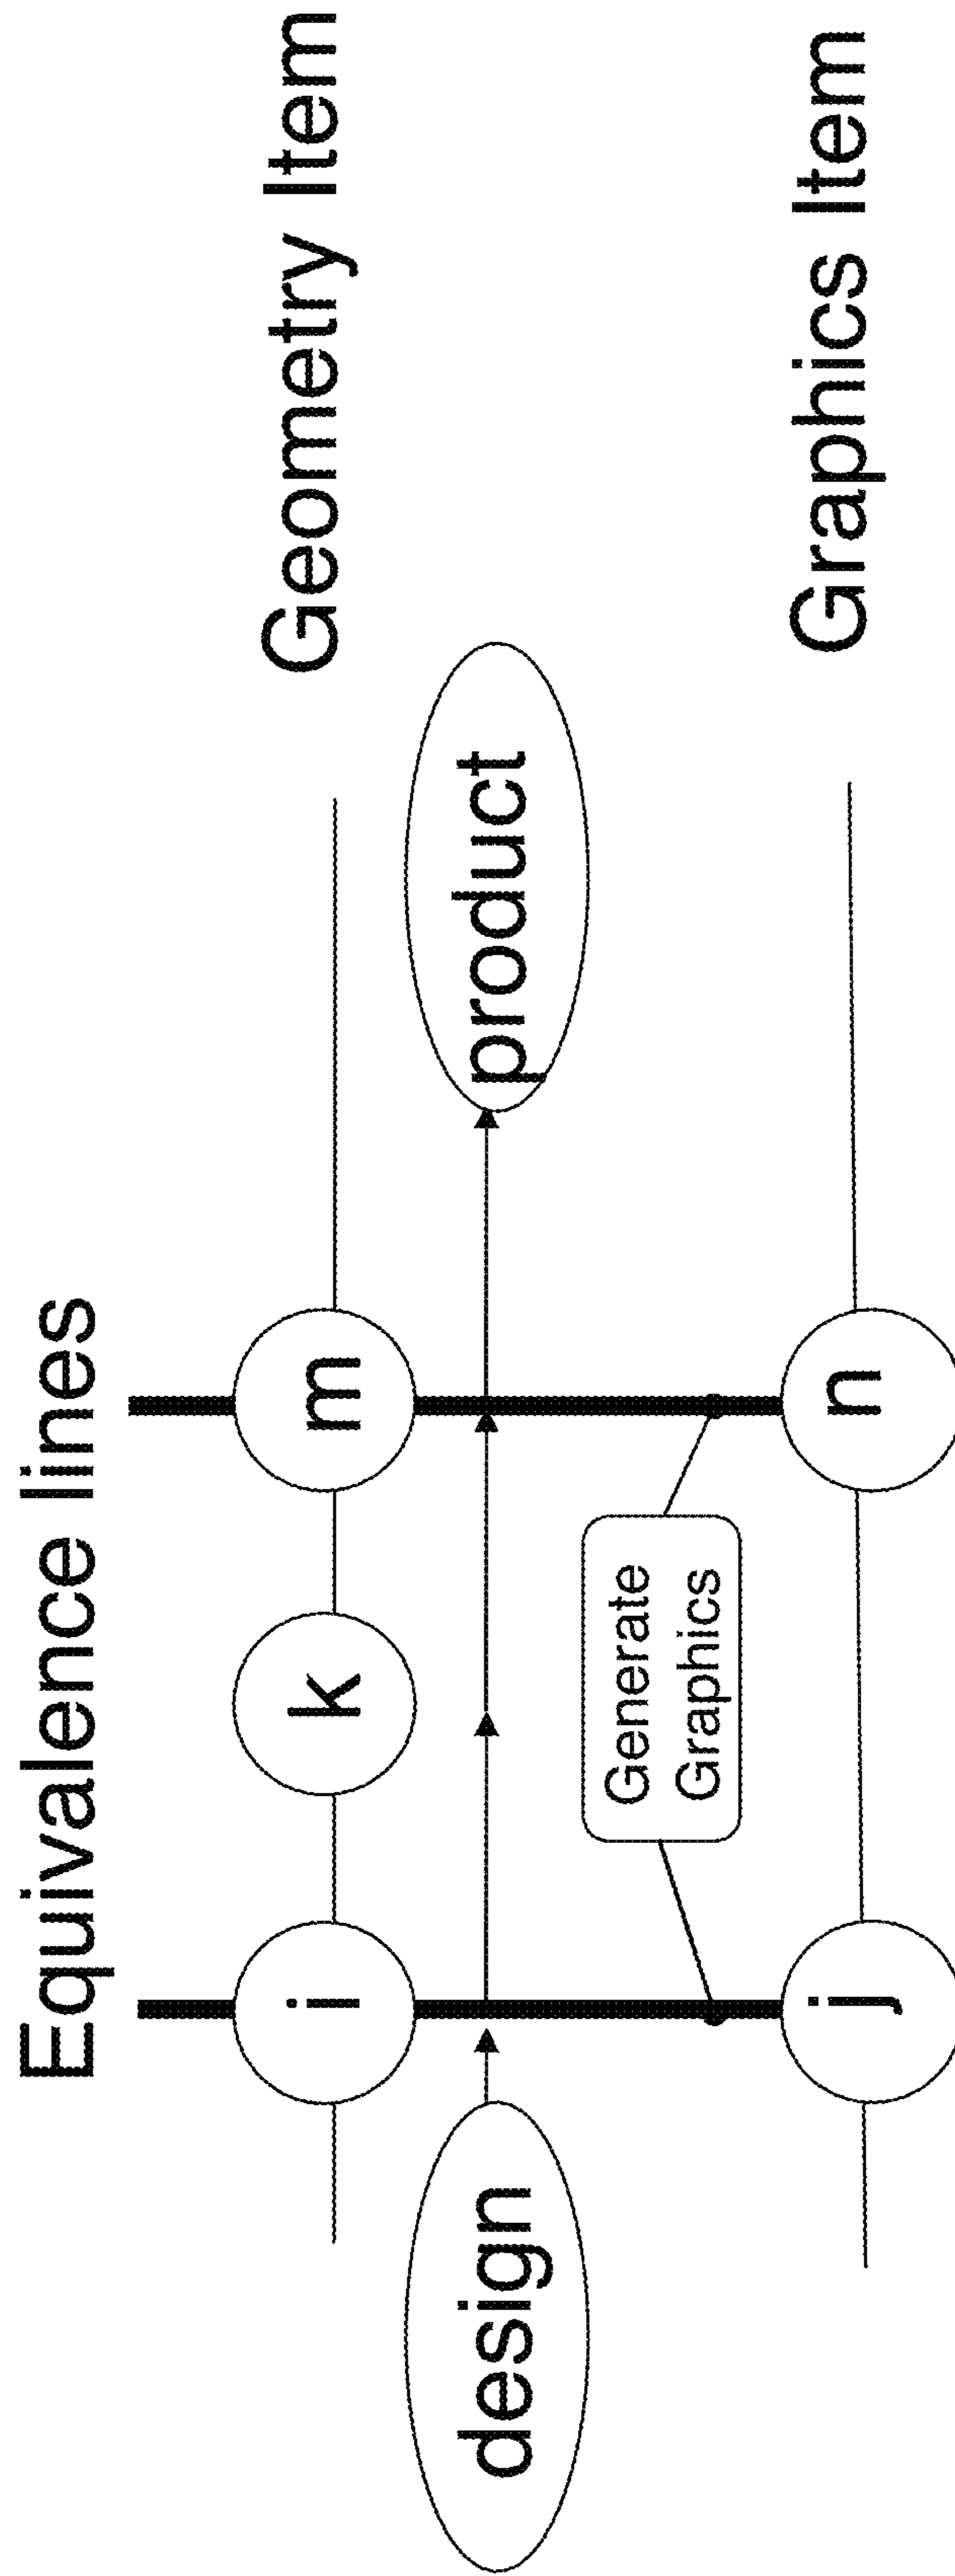 Equivalence lines
i
k
m
Geometry Item
design
product
Generate
Graphics
j
n
Graphics Item